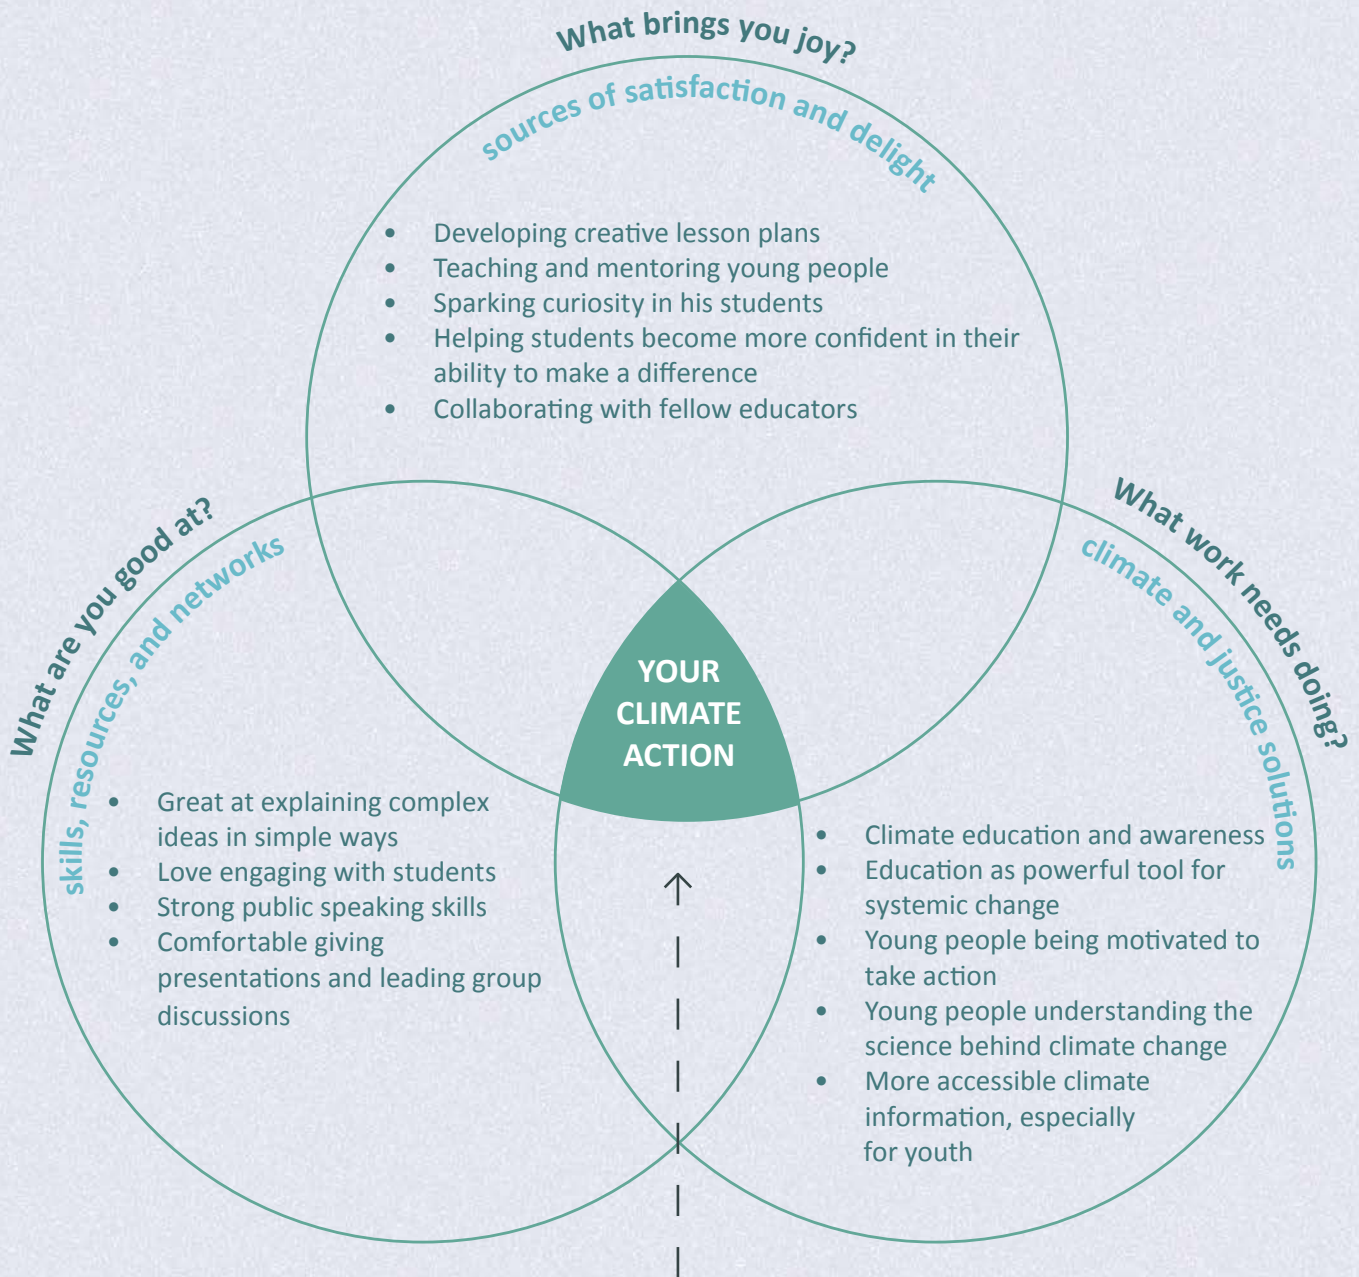 What brings you joy?
sources of satisfaction and delight
• Developing creative lesson plans
• Teaching and mentoring young people
• Sparking curiosity in his students
• Helping students become more confident in their
ability to make a difference
• Collaborating with fellow educators
What are you good at?
skills, resources, and networks
• Great at explaining complex
ideas in simple ways
• Love engaging with students
• Strong public speaking skills
• Comfortable giving
presentations and leading group
discussions
What work needs doing?
climate and justice solutions
• Climate education and awareness
• Education as powerful tool for
systemic change
• Young people being motivated to
take action
• Young people understanding the
science behind climate change
• More accessible climate
information, especially
for youth
YOUR
CLIMATE
ACTION